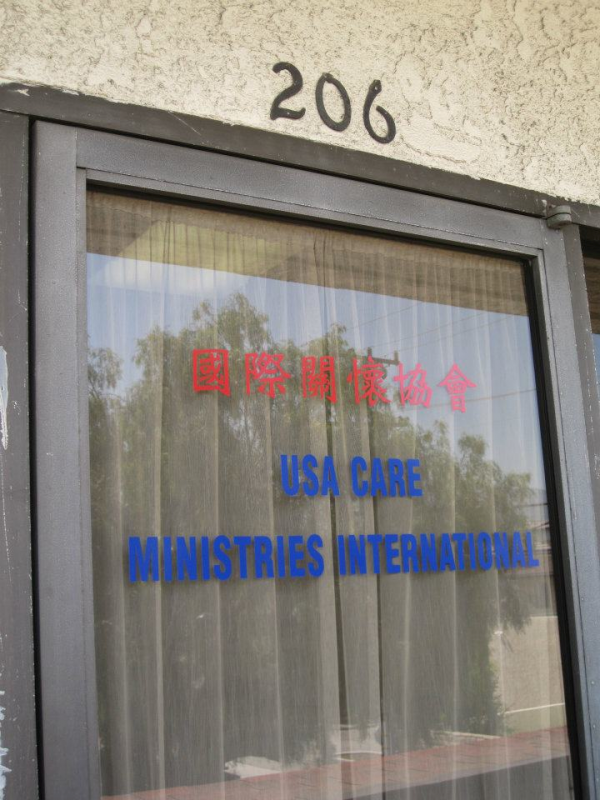 206
國際關懷協會
USA CARE
MINISTRIES INTERNATIONAL